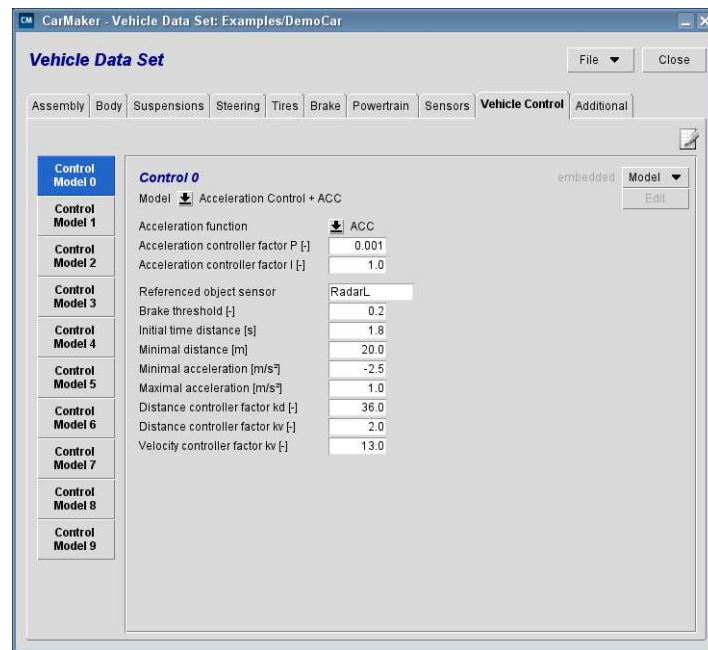 CM CarMaker - Vehicle Data Set: Examples/DemoCar
Vehicle Data Set
File
Close
Assembly Body Suspensions Steering Tires Brake Powertrain Sensors Vehicle Control Additional
Control Model 0
Control Model 1
Control Model 2
Control Model 3
Control Model 4
Control Model 5
Control Model 6
Control Model 7
Control Model 8
Control Model 9
Control 0
embedded Model
Model Acceleration Control + ACC
Edit
Acceleration function ACC
Acceleration controller factor P [-] 0.001
Acceleration controller factor I [-] 1.0
Referenced object sensor RadarL
Brake threshold [-] 0.2
Initial time distance [s] 1.8
Minimal distance [m] 20.0
Minimal acceleration [m/s²] -2.5
Maximal acceleration [m/s²] 1.0
Distance controller factor kd [-] 36.0
Distance controller factor kv [-] 2.0
Velocity controller factor kv [-] 13.0